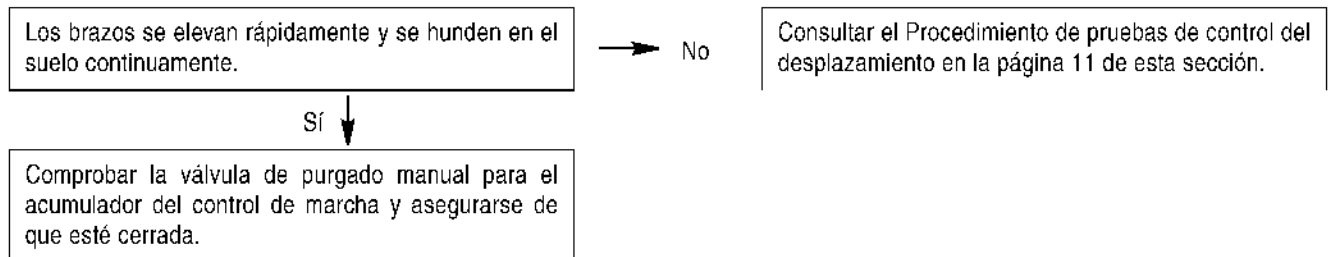 Los brazos se elevan rápidamente y se hunden en el
suelo continuamente.
No
Consultar el Procedimiento de pruebas de control del
desplazamiento en la página 11 de esta sección.
Sí
Comprobar la válvula de purgado manual para el
acumulador del control de marcha y asegurarse de
que esté cerrada.